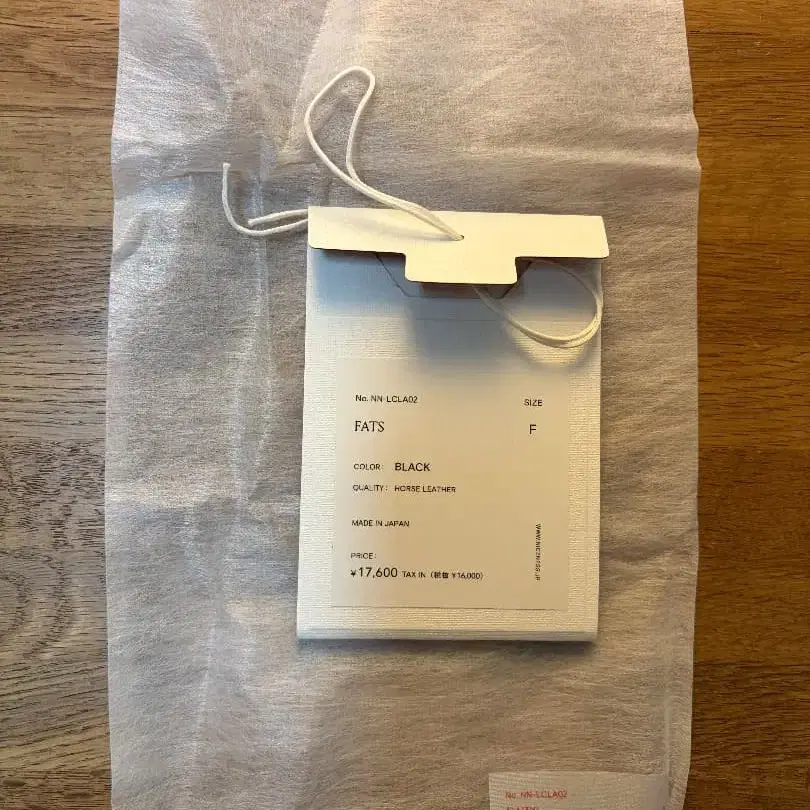 No. NN-LCLA02
SIZE
FATS
F
COLOR: BLACK
QUALITY: HORSE LEATHER
MADE IN JAPAN
PRICE:
¥17,600 TAX IN (税抜 ¥16,000)
No. NN-LCLA02